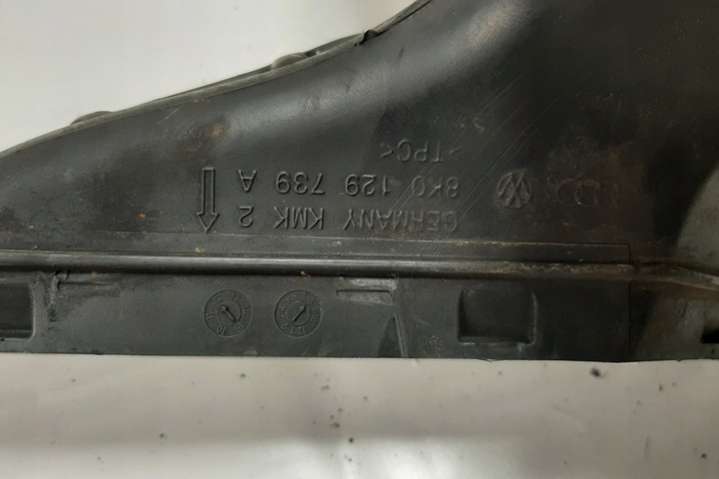 >TPC<
8K0 129 739 A
GERMANY KMK 2